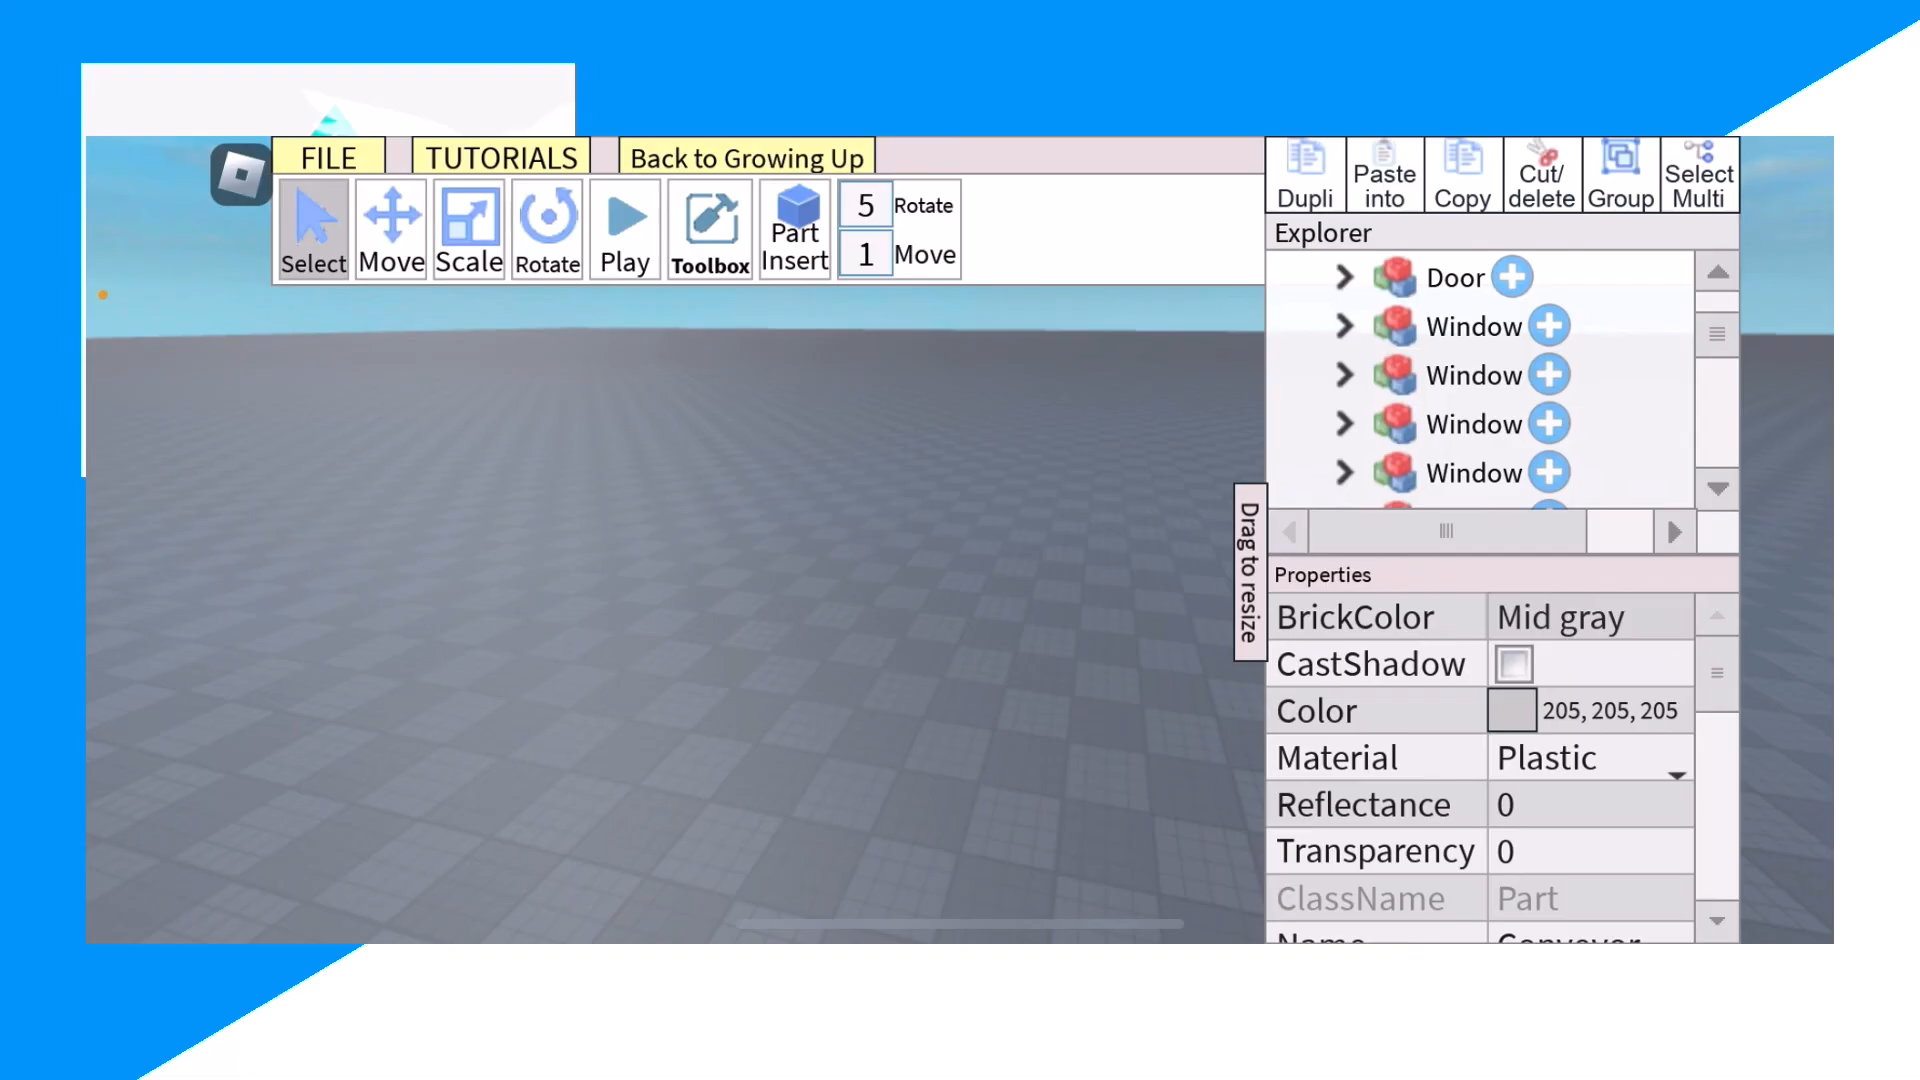 FILE
TUTORIALS
Back to Growing Up
Select
Move
Scale
Rotate
Play
Toolbox
Part
Insert
5 Rotate
1 Move
Dupli
Paste
into
Copy
Cut/
delete
Group
Select
Multi
Explorer
Door
Window
Window
Window
Window
Drag to resize
Properties
BrickColor Mid gray
CastShadow
Color 205, 205, 205
Material Plastic
Reflectance 0
Transparency 0
ClassName Part
Name Conveyor